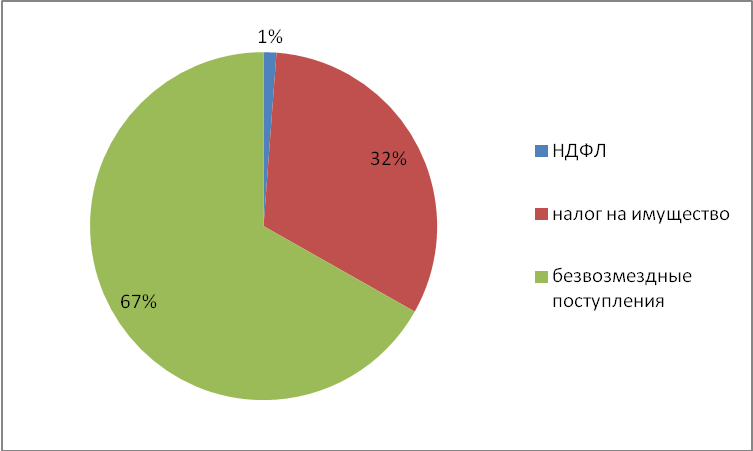 1%
32%
67%
НДФЛ
налог на имущество
безвозмездные
поступления